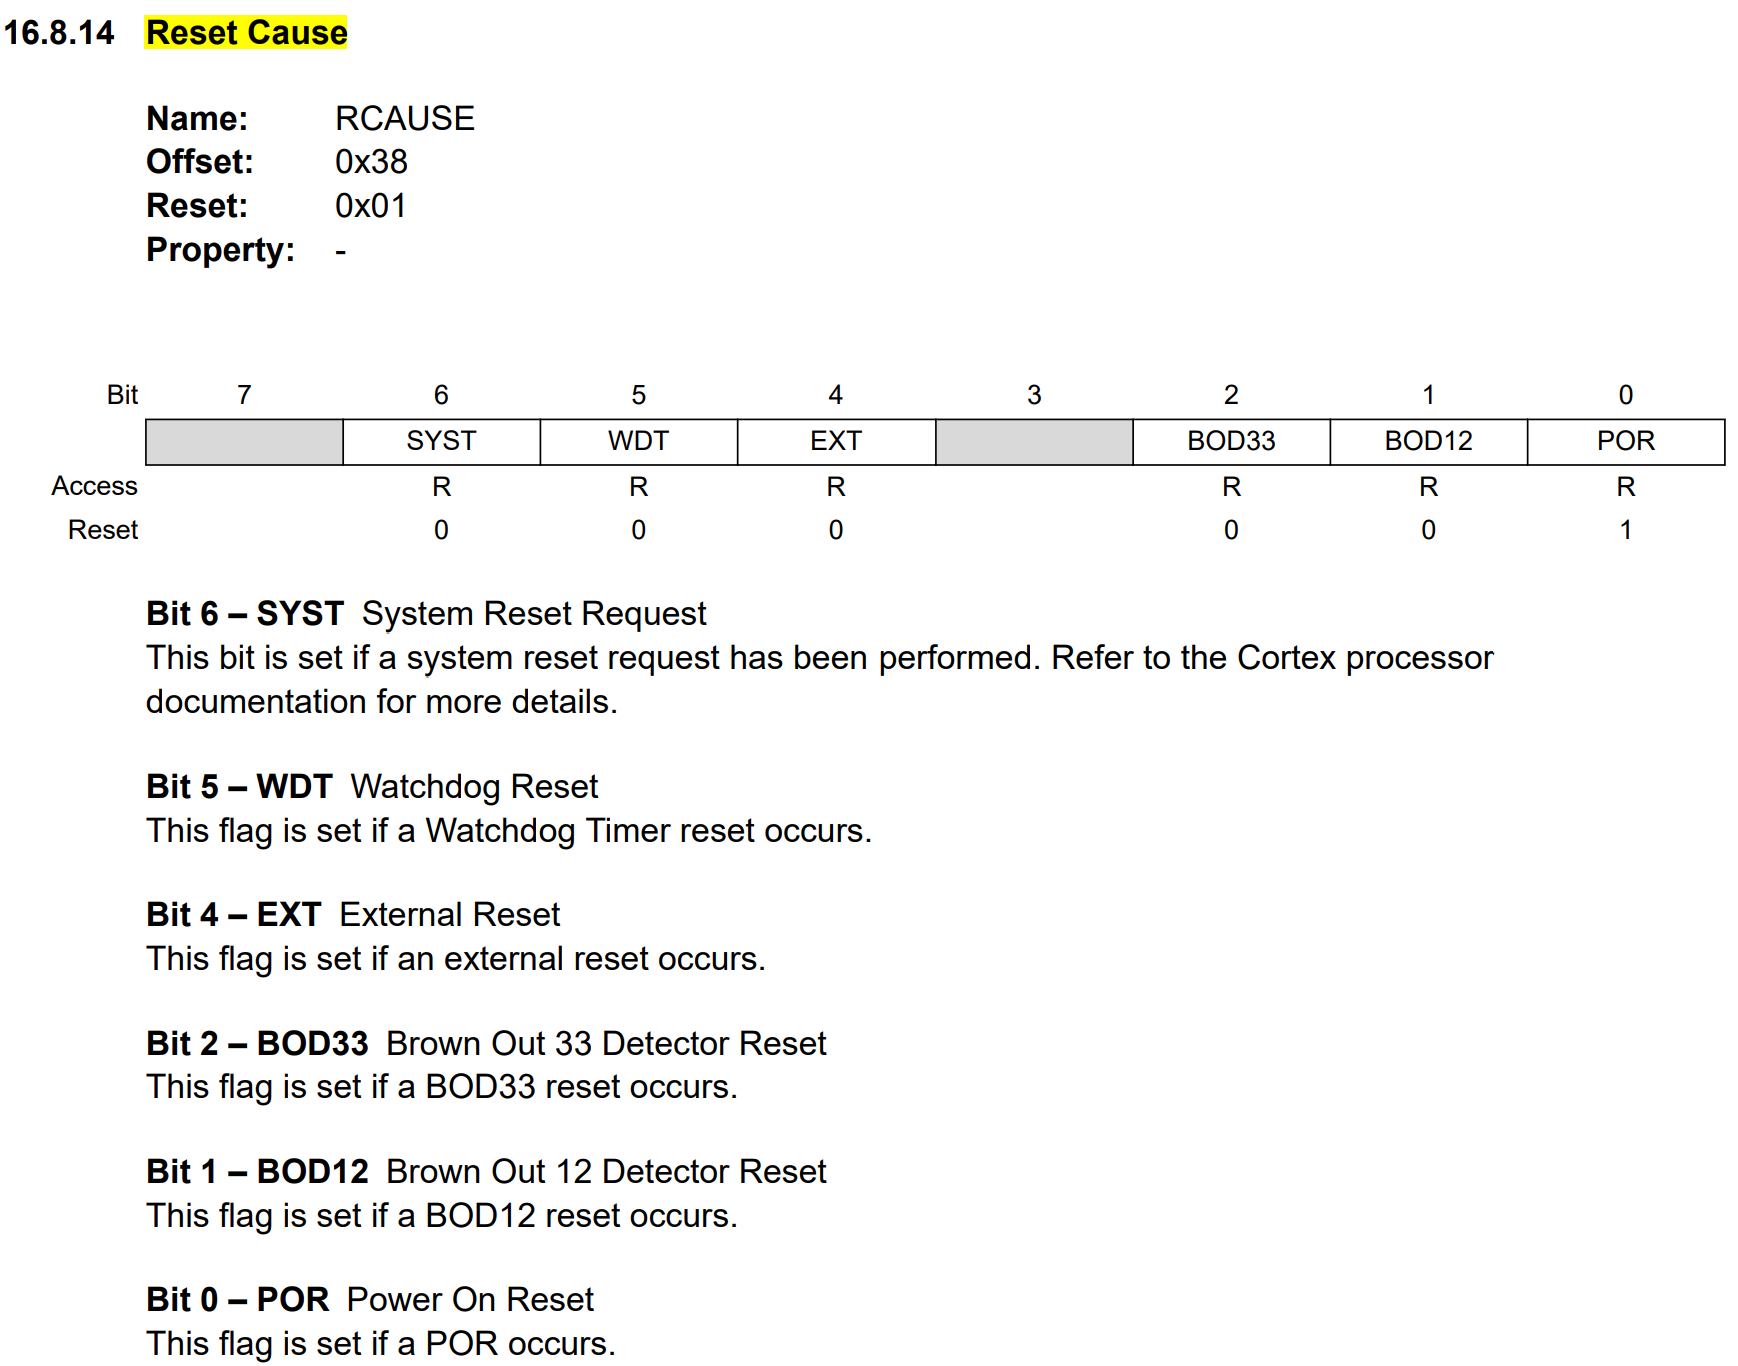 16.8.14 Reset Cause
Name: RCAUSE
Offset: 0x38
Reset: 0x01
Property: -
Bit 7 6 5 4 3 2 1 0
SYST WDT EXT BOD33 BOD12 POR
Access R R R R R R
Reset 0 0 0 0 0 1
Bit 6 – SYST System Reset Request
This bit is set if a system reset request has been performed. Refer to the Cortex processor
documentation for more details.
Bit 5 – WDT Watchdog Reset
This flag is set if a Watchdog Timer reset occurs.
Bit 4 – EXT External Reset
This flag is set if an external reset occurs.
Bit 2 – BOD33 Brown Out 33 Detector Reset
This flag is set if a BOD33 reset occurs.
Bit 1 – BOD12 Brown Out 12 Detector Reset
This flag is set if a BOD12 reset occurs.
Bit 0 – POR Power On Reset
This flag is set if a POR occurs.